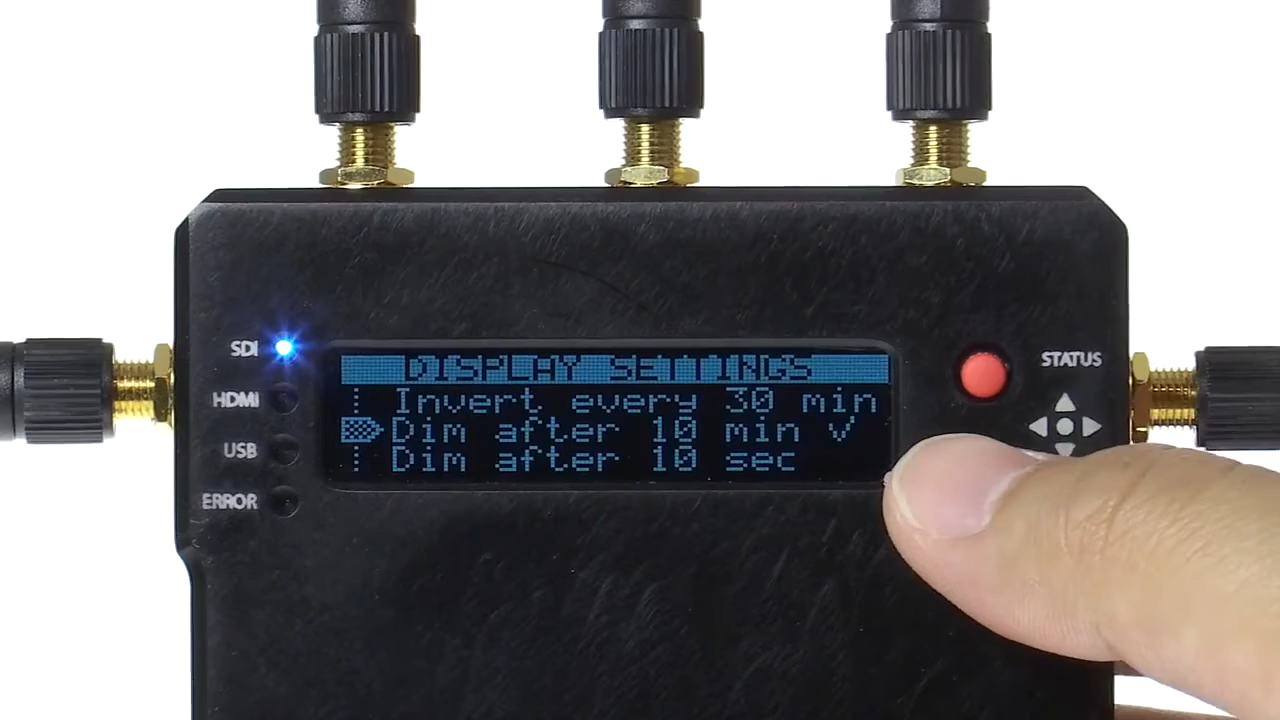 SDI
HDMI
USB
ERROR
DISPLAY SETTINGS
Invert every 30 min
Dim after 10 min √
Dim after 10 sec
STATUS